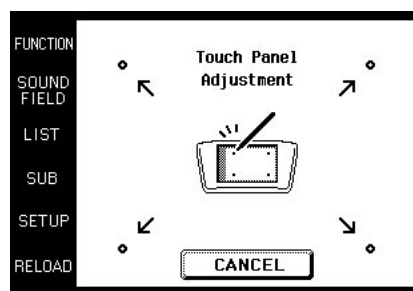 FUNCTION
SOUND
FIELD
LIST
SUB
SETUP
RELOAD
Touch Panel
Adjustment
CANCEL